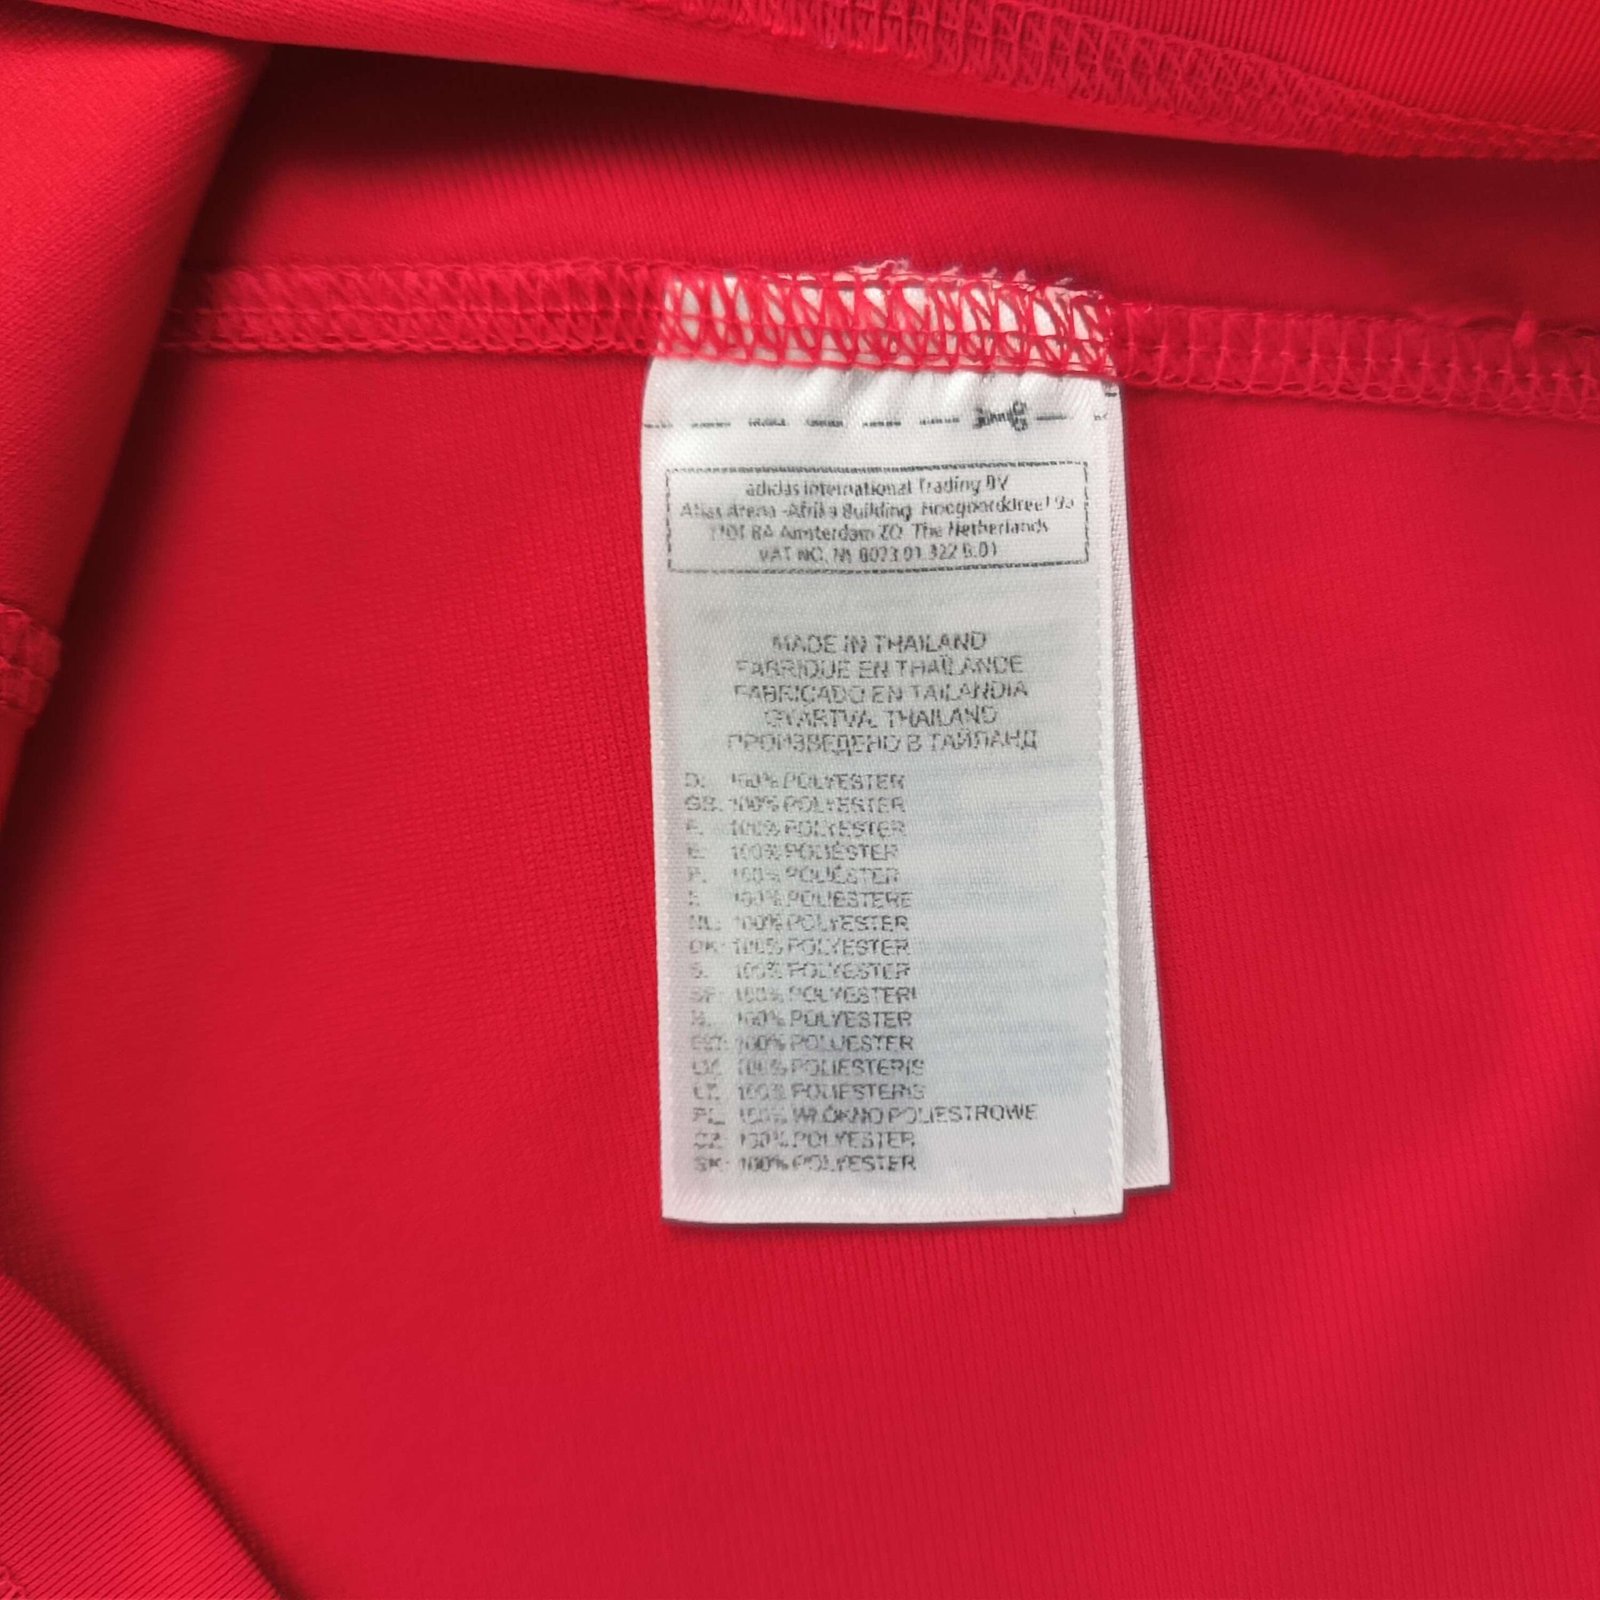 adidas International Trading BV
Atlas Arena -Afrika Building Hoogoorddreef 9a
1101 BA Amsterdam ZO The Netherlands
VAT NO. NL 8023.01.322.B.01
MADE IN THAILAND
FABRIQUE EN THAÏLANDE
FABRICADO EN TAILANDIA
GYÁRTVA: THAILAND
ПРОИЗВЕДЕНО В ТАЙЛАНД
D: 100% POLYESTER
GB: 100% POLYESTER
F: 100% POLYESTER
E: 100% POLIÉSTER
P: 100% POLIÉSTER
I: 100% POLIESTERE
NL: 100% POLYESTER
DK: 100% POLYESTER
S: 100% POLYESTER
100% POLYESTERI
N: 100% POLYESTER
EST: 100% POLÜESTER
LV: 100% POLIESTERIS
LT: 100% POLIESTERIS
PL: 100% WŁÓKNO POLIESTROWE
CZ: 100% POLYESTER
SK: 100% POLYESTER